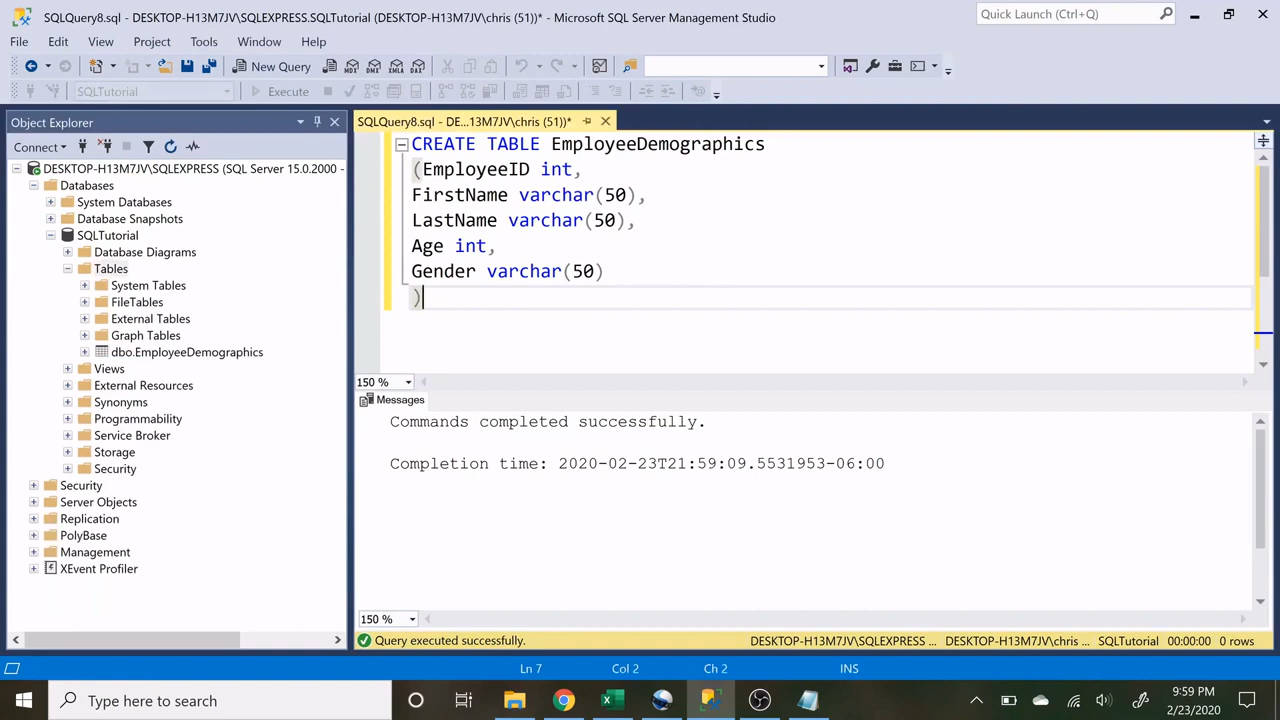 SQLQuery8.sql - DESKTOP-H13M7JV\SQLEXPRESS.SQLTutorial (DESKTOP-H13M7JV\chris (51))* - Microsoft SQL Server Management Studio
Quick Launch (Ctrl+Q)
File Edit View Project Tools Window Help
New Query
MDX DMX XMLA DAX
SQLTutorial
Execute
Object Explorer
SQLQuery8.sql - DE...13M7JV\chris (51))*
Connect
DESKTOP-H13M7JV\SQLEXPRESS (SQL Server 15.0.2000 -
Databases
System Databases
Database Snapshots
SQLTutorial
Database Diagrams
Tables
System Tables
FileTables
External Tables
Graph Tables
dbo.EmployeeDemographics
Views
External Resources
Synonyms
Programmability
Service Broker
Storage
Security
Security
Server Objects
Replication
PolyBase
Management
XEvent Profiler
CREATE TABLE EmployeeDemographics
(EmployeeID int,
FirstName varchar(50),
LastName varchar(50),
Age int,
Gender varchar(50)
)
150 %
Messages
Commands completed successfully.
Completion time: 2020-02-23T21:59:09.5531953-06:00
150 %
Query executed successfully.
DESKTOP-H13M7JV\SQLEXPRESS ... DESKTOP-H13M7JV\chris ... SQLTutorial 00:00:00 0 rows
Ln 7 Col 2 Ch 2 INS
Type here to search
9:59 PM
2/23/2020